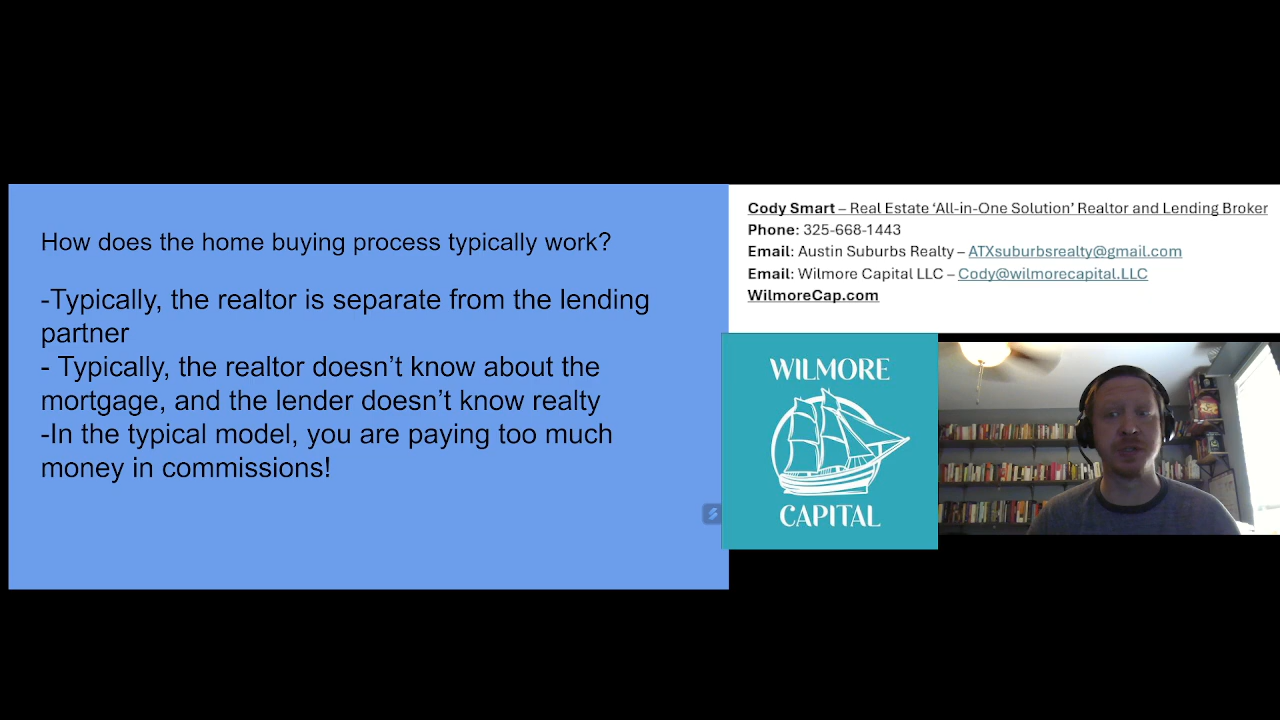 How does the home buying process typically work?
-Typically, the realtor is separate from the lending
partner
- Typically, the realtor doesn’t know about the
mortgage, and the lender doesn’t know realty
-In the typical model, you are paying too much
money in commissions!
Cody Smart – Real Estate ‘All-in-One Solution’ Realtor and Lending Broker
Phone: 325-668-1443
Email: Austin Suburbs Realty – ATXsuburbsrealty@gmail.com
Email: Wilmore Capital LLC – Cody@wilmorecapital.LLC
WilmoreCap.com
WILMORE
CAPITAL